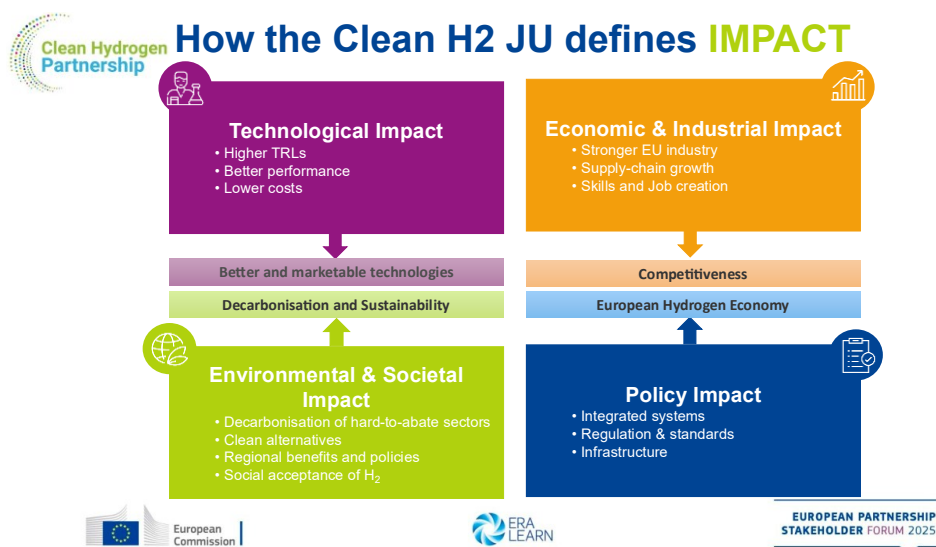 Clean Hydrogen
Partnership
How the Clean H2 JU defines IMPACT
Technological Impact
• Higher TRLs
• Better performance
• Lower costs
Economic & Industrial Impact
• Stronger EU industry
• Supply-chain growth
• Skills and Job creation
Better and marketable technologies
Competitiveness
Decarbonisation and Sustainability
European Hydrogen Economy
Environmental & Societal
Impact
• Decarbonisation of hard-to-abate sectors
• Clean alternatives
• Regional benefits and policies
• Social acceptance of H₂
Policy Impact
• Integrated systems
• Regulation & standards
• Infrastructure
European
Commission
ERA
LEARN
EUROPEAN PARTNERSHIP
STAKEHOLDER FORUM 2025